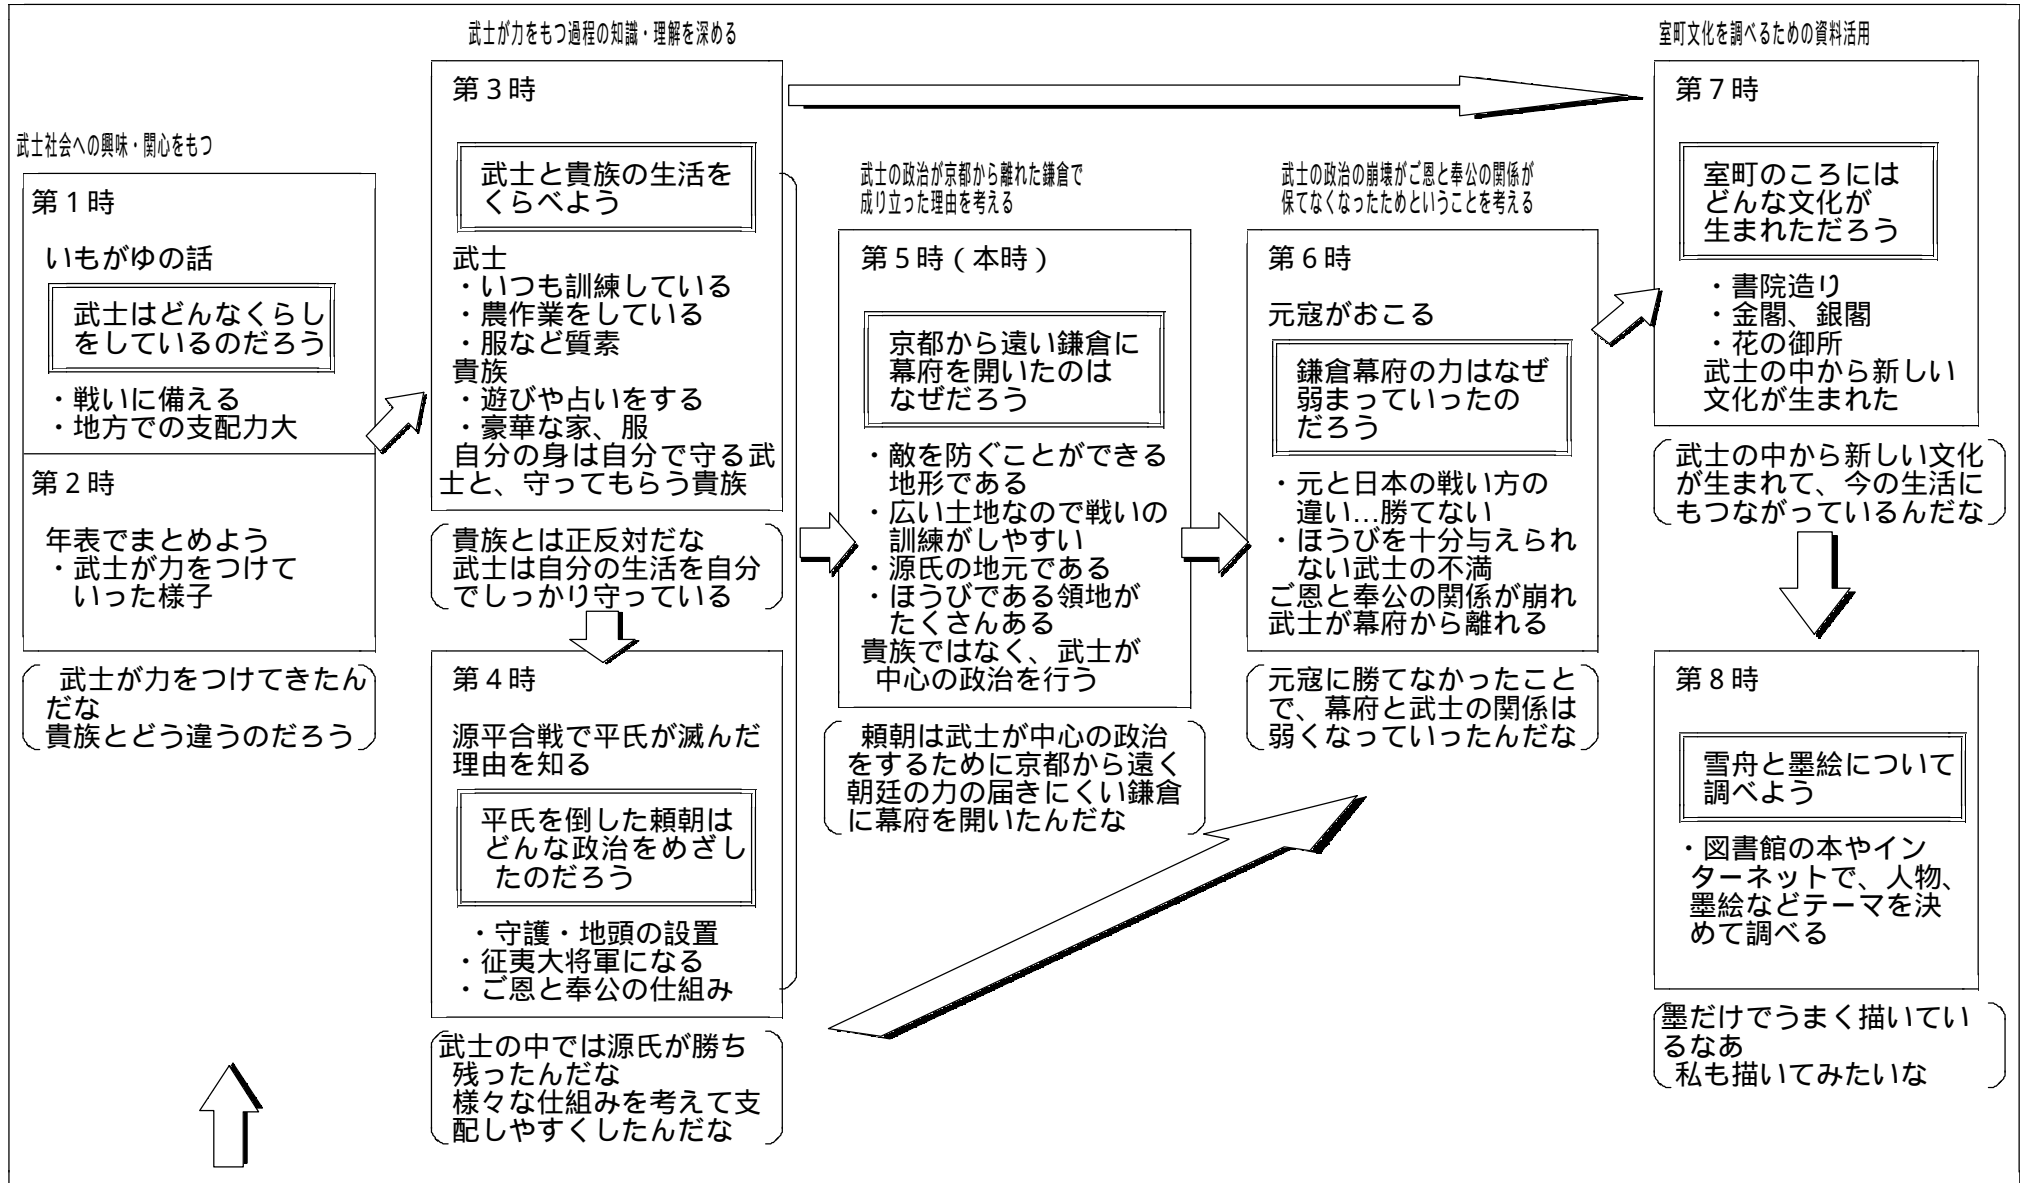 武士社会への興味・関心をもつ
第１時
いもがゆの話
武士はどんなくらし
をしているのだろう
・戦いに備える
・地方での支配力大
第２時
年表でまとめよう
・武士が力をつけて
いった様子
武士が力をつけてきたん
だな
貴族とどう違うのだろう
武士が力をもつ過程の知識・理解を深める
第３時
武士と貴族の生活を
くらべよう
武士
・いつも訓練している
・農作業をしている
・服など質素
貴族
・遊びや占いをする
・豪華な家、服
自分の身は自分で守る武
士と、守ってもらう貴族
貴族とは正反対だな
武士は自分の生活を自分
でしっかり守っている
第４時
源平合戦で平氏が滅んだ
理由を知る
平氏を倒した頼朝は
どんな政治をめざし
たのだろう
・守護・地頭の設置
・征夷大将軍になる
・ご恩と奉公の仕組み
武士の中では源氏が勝ち
残ったんだな
様々な仕組みを考えて支
配しやすくしたんだな
武士の政治が京都から離れた鎌倉で
成り立った理由を考える
第５時（本時）
京都から遠い鎌倉に
幕府を開いたのは
なぜだろう
・敵を防ぐことができる
地形である
・広い土地なので戦いの
訓練がしやすい
・源氏の地元である
・ほうびである領地が
たくさんある
貴族ではなく、武士が
中心の政治を行う
頼朝は武士が中心の政治
をするために京都から遠く
朝廷の力の届きにくい鎌倉
に幕府を開いたんだな
武士の政治の崩壊がご恩と奉公の関係が
保てなくなったためということを考える
第６時
元寇がおこる
鎌倉幕府の力はなぜ
弱まっていったの
だろう
・元と日本の戦い方の
違い…勝てない
・ほうびを十分与えられ
ない武士の不満
ご恩と奉公の関係が崩れ
武士が幕府から離れる
元寇に勝てなかったこと
で、幕府と武士の関係は
弱くなっていったんだな
室町文化を調べるための資料活用
第７時
室町のころには
どんな文化が
生まれただろう
・書院造り
・金閣、銀閣
・花の御所
武士の中から新しい
文化が生まれた
武士の中から新しい文化
が生まれて、今の生活に
もつながっているんだな
第８時
雪舟と墨絵について
調べよう
・図書館の本やイン
ターネットで、人物、
墨絵などテーマを決
めて調べる
墨だけでうまく描いてい
るなあ
私も描いてみたいな